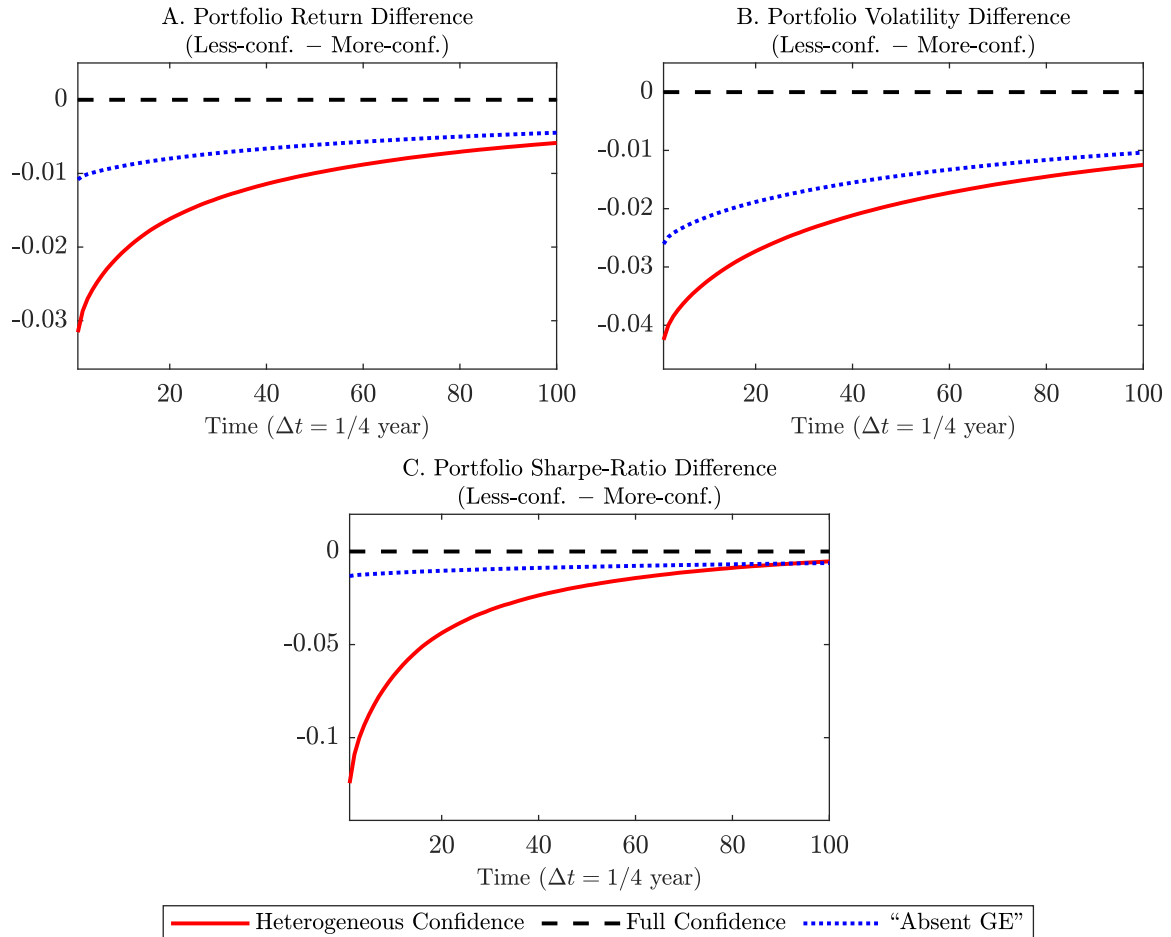 A. Portfolio Return Difference
(Less-conf. − More-conf.)
0
-0.01
-0.02
-0.03
20 40 60 80 100
Time (Δt = 1/4 year)
B. Portfolio Volatility Difference
(Less-conf. − More-conf.)
0
-0.01
-0.02
-0.03
-0.04
20 40 60 80 100
Time (Δt = 1/4 year)
C. Portfolio Sharpe-Ratio Difference
(Less-conf. − More-conf.)
0
-0.05
-0.1
20 40 60 80 100
Time (Δt = 1/4 year)
Heterogeneous Confidence Full Confidence “Absent GE”